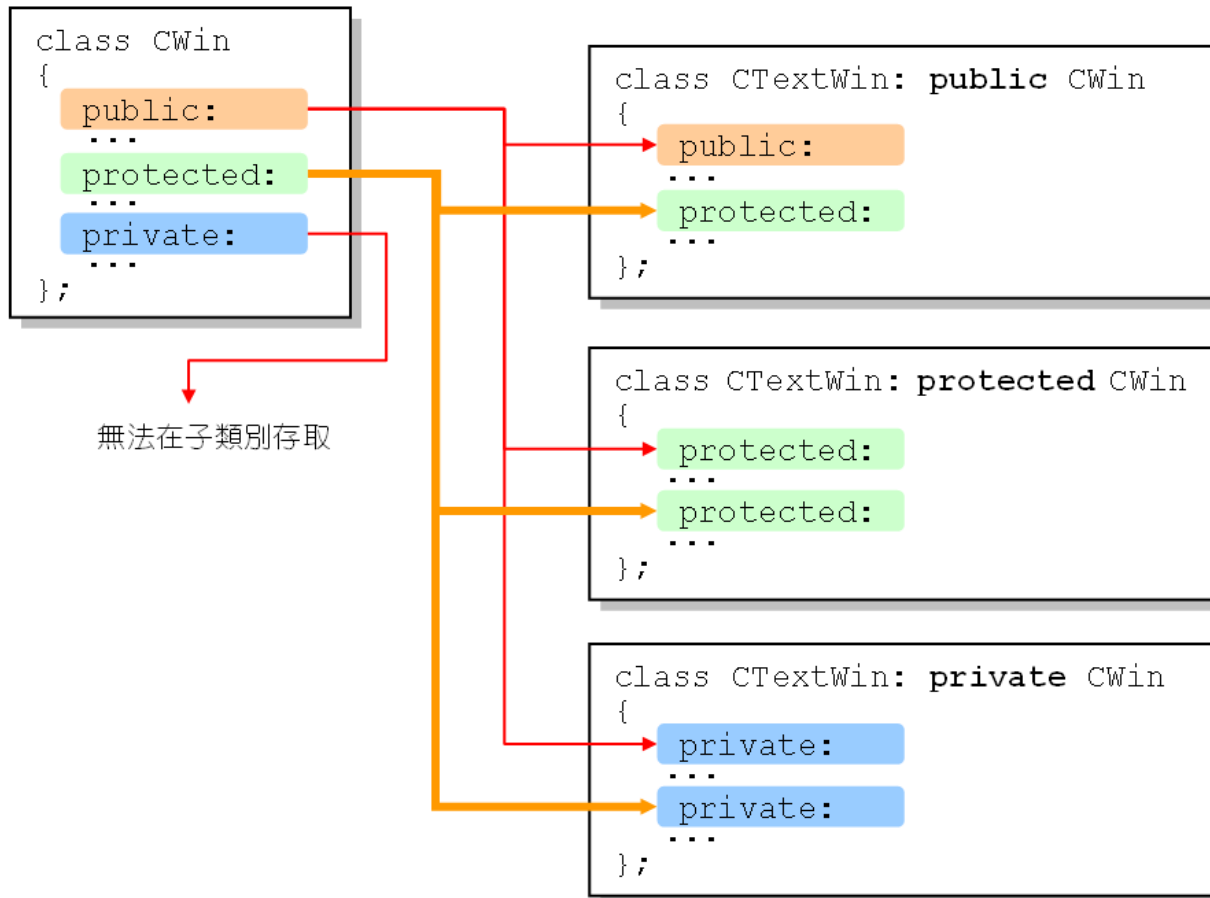 class CWin
{
public:
...
protected:
...
private:
...
};
無法在子類別存取
class CTextWin: public CWin
{
public:
...
protected:
...
};
class CTextWin: protected CWin
{
protected:
...
protected:
...
};
class CTextWin: private CWin
{
private:
...
private:
...
};